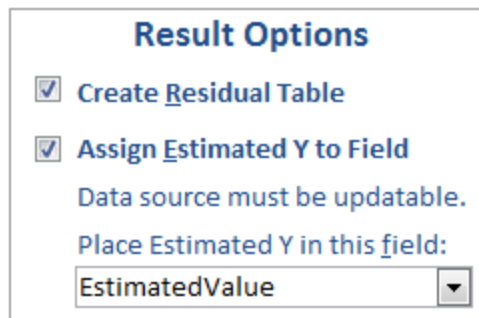 Result Options
Create Residual Table
Assign Estimated Y to Field
Data source must be updatable.
Place Estimated Y in this field:
EstimatedValue